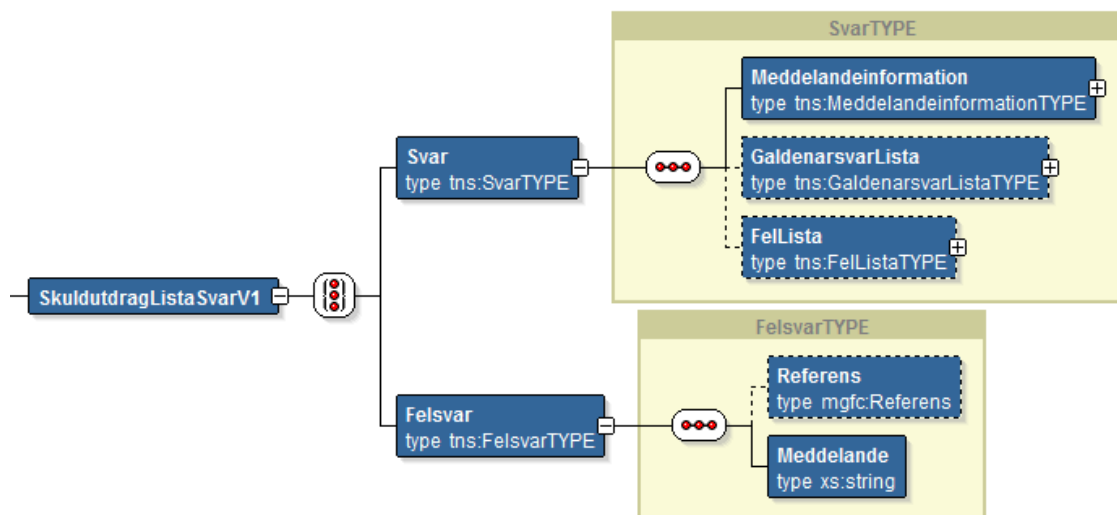 SvarTYPE
Meddelandeinformation
type tns:MeddelandeinformationTYPE
Svar
type tns:SvarTYPE
GaldenarsvarLista
type tns:GaldenarsvarListaTYPE
FelLista
type tns:FelListaTYPE
SkuldutdragListaSvarV1
FelsvarTYPE
Referens
type mgfc:Referens
Felsvar
type tns:FelsvarTYPE
Meddelande
type xs:string